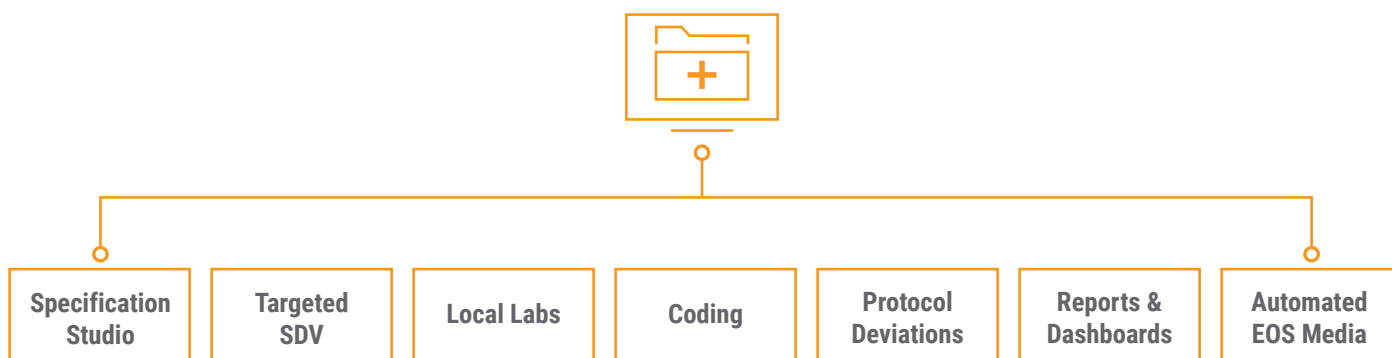 Specification
Studio
Targeted
SDV
Local Labs
Coding
Protocol
Deviations
Reports &
Dashboards
Automated
EOS Media